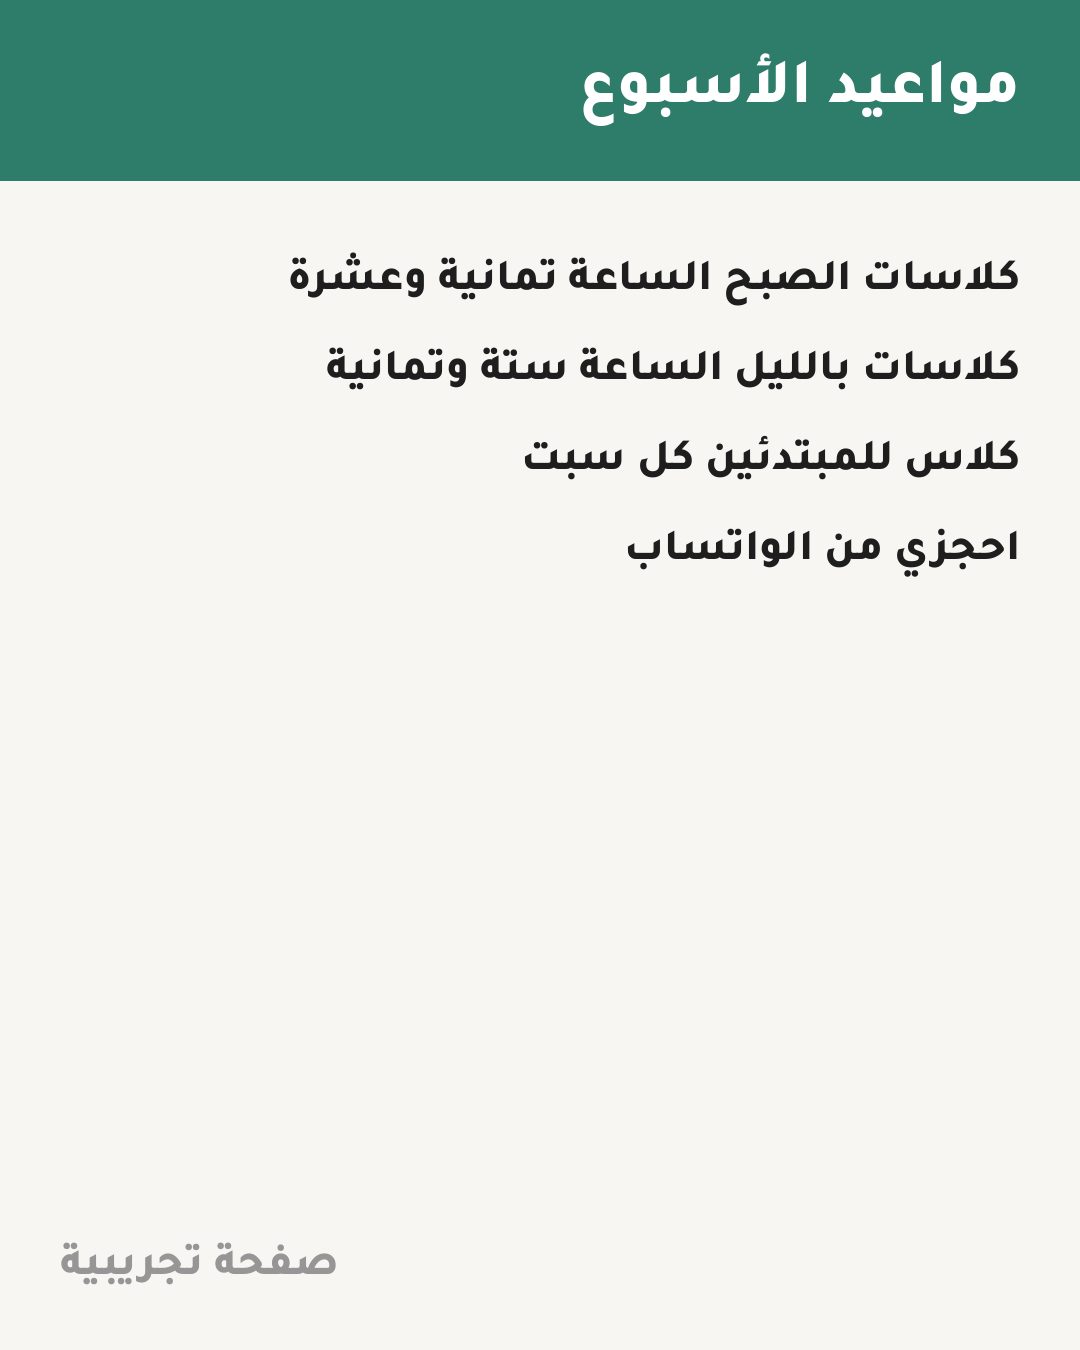 مواعيد الأسبوع
كلاسات الصبح الساعة تمانية وعشرة
كلاسات بالليل الساعة ستة وتمانية
كلاس للمبتدئين كل سبت
احجزي من الواتساب
صفحة تجريبية